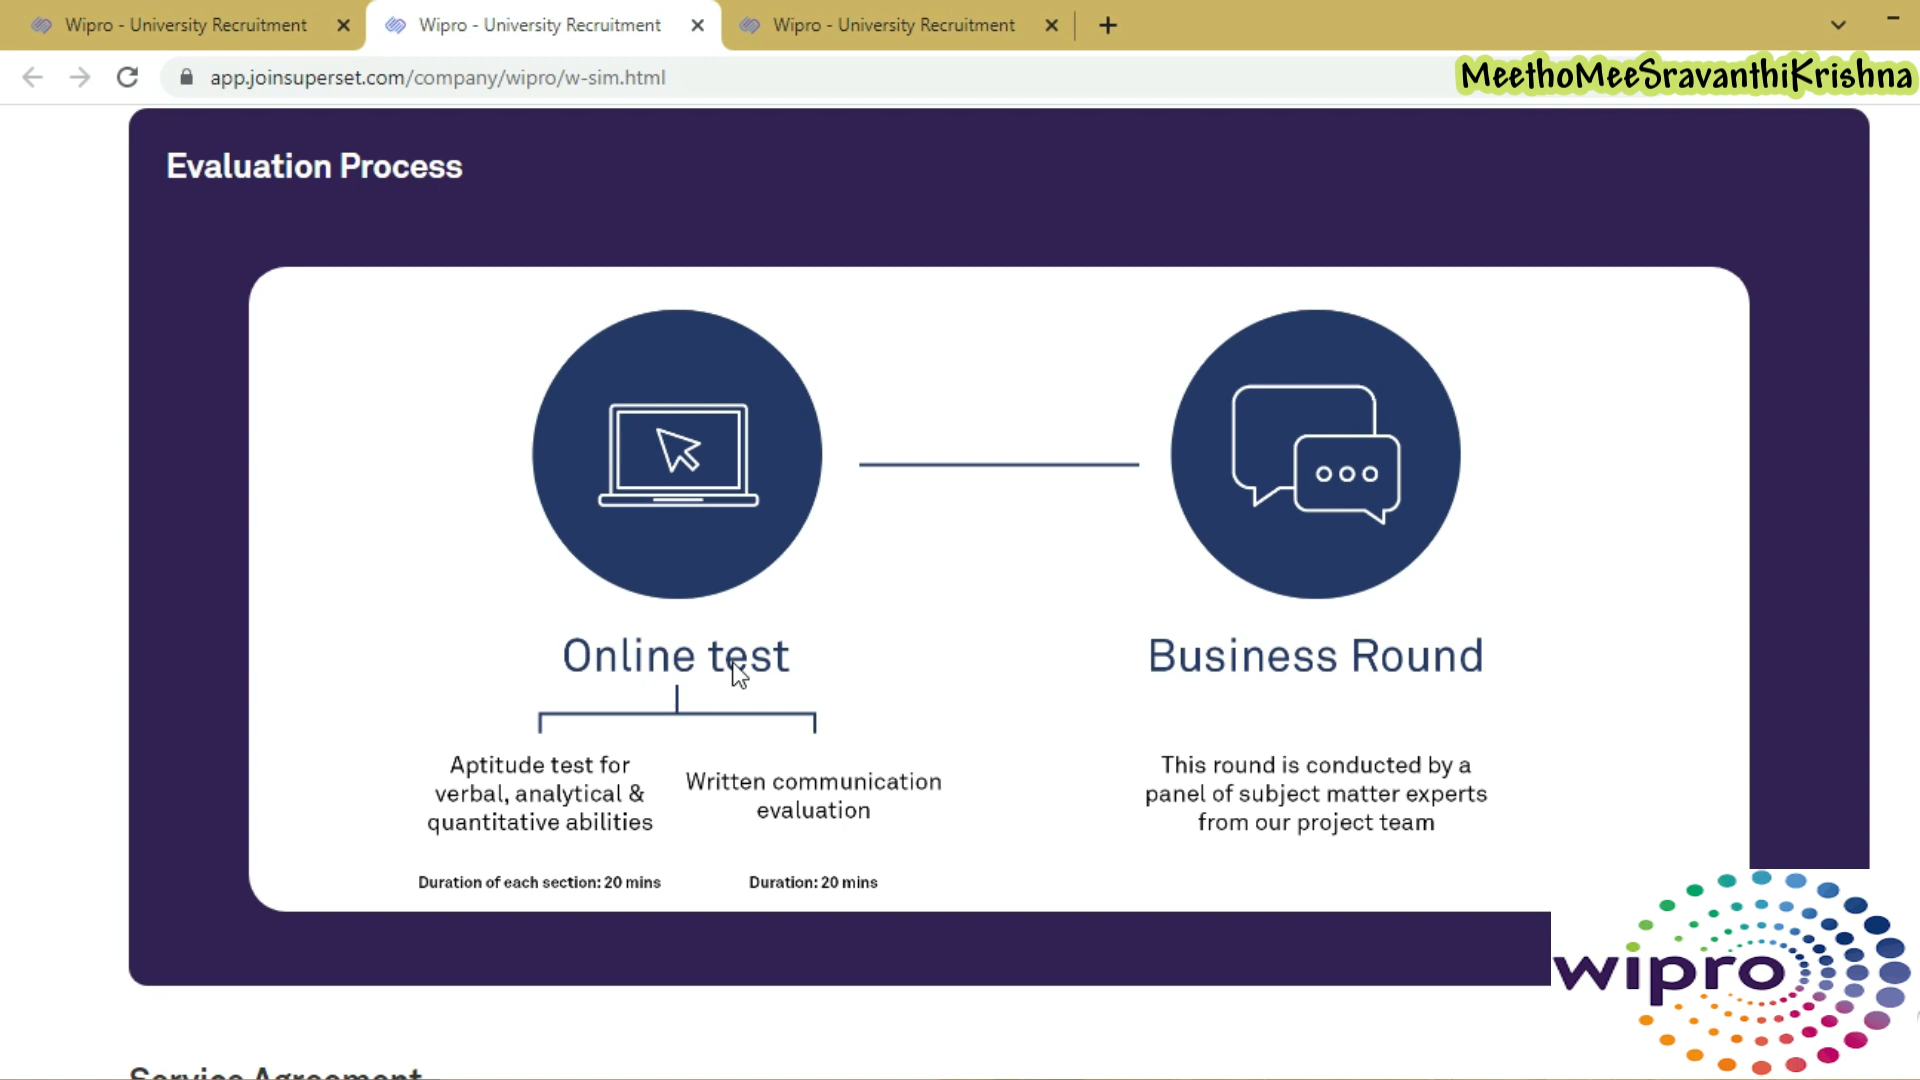 Wipro - University Recruitment
Wipro - University Recruitment
Wipro - University Recruitment
app.joinsuperset.com/company/wipro/w-sim.html
MeethoMeeSravanthiKrishna
Evaluation Process
Online test
Business Round
Aptitude test for
verbal, analytical &
quantitative abilities
Written communication
evaluation
This round is conducted by a
panel of subject matter experts
from our project team
Duration of each section: 20 mins
Duration: 20 mins
wipro
Service Agreement